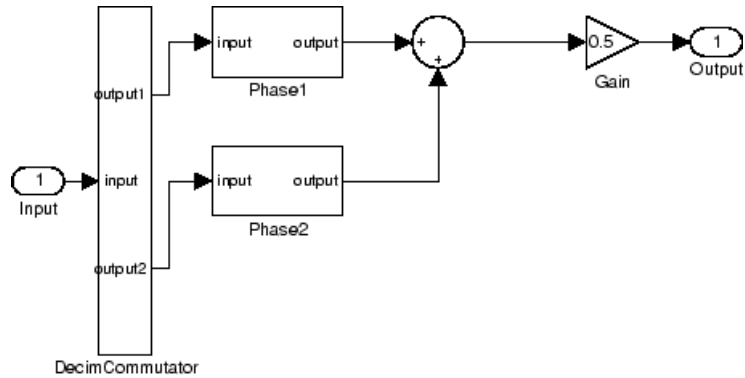 output1
input
output2
DecimCommutator
1
Input
input output
Phase1
input output
Phase2
+
+
0.5
Gain
1
Output